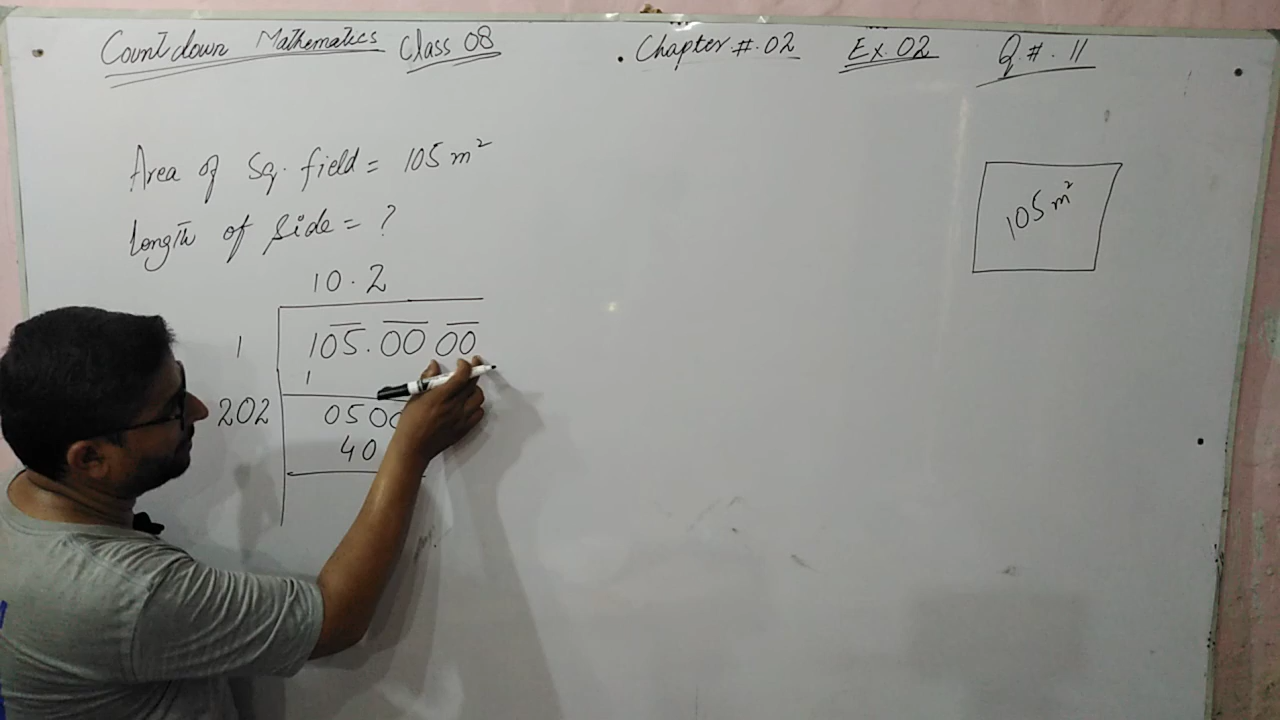 Countdown Mathematics Class 08 . Chapter #. 02 Ex. 02 Q #. 11
Area of Sq. field = 105 m²
Length of Side = ?
105 m²
10.2
1 105.00 00
1
202 0500
40